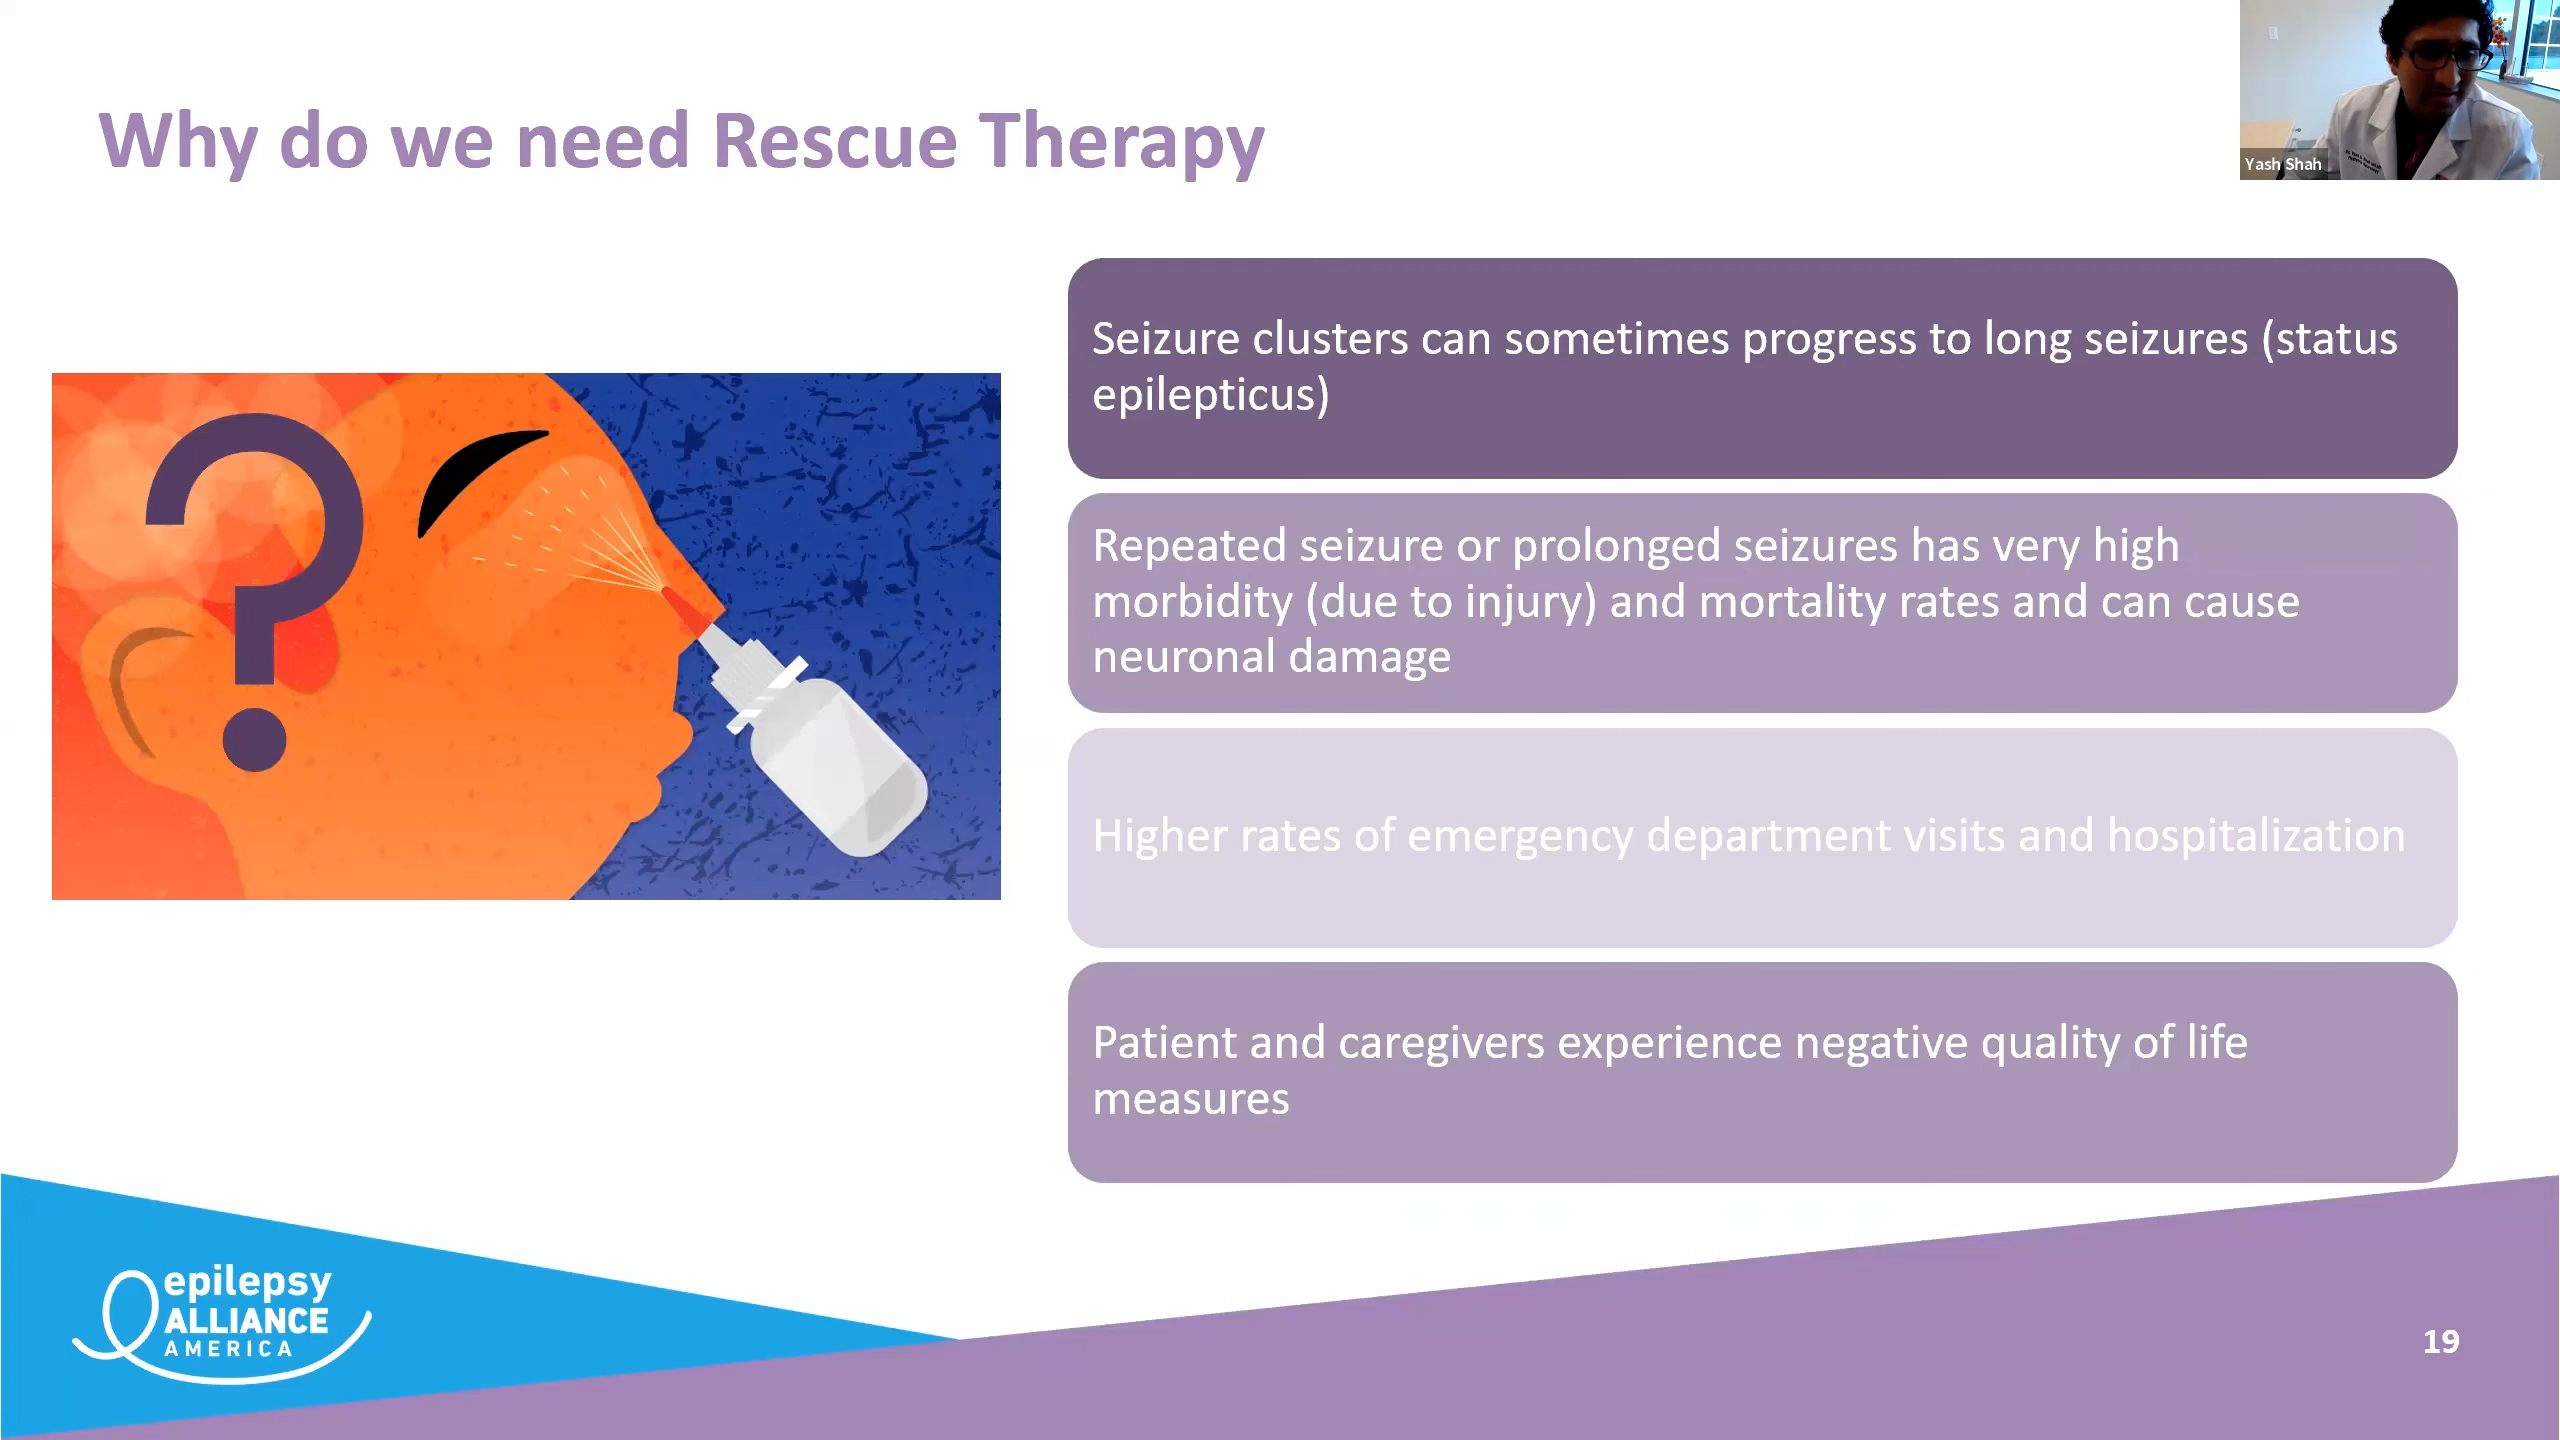 Why do we need Rescue Therapy
Yash Shah
Seizure clusters can sometimes progress to long seizures (status
epilepticus)
Repeated seizure or prolonged seizures has very high
morbidity (due to injury) and mortality rates and can cause
neuronal damage
Higher rates of emergency department visits and hospitalization
Patient and caregivers experience negative quality of life
measures
?
epilepsy
ALLIANCE
AMERICA
19